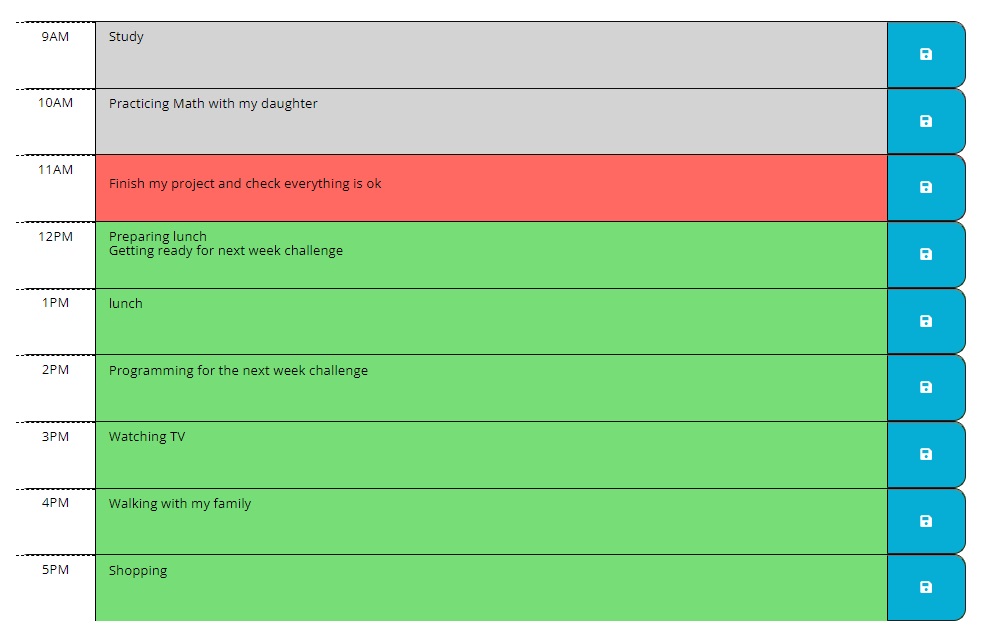 9AM
Study
10AM
Practicing Math with my daughter
11AM
Finish my project and check everything is ok
12PM
Preparing lunch
Getting ready for next week challenge
1PM
lunch
2PM
Programming for the next week challenge
3PM
Watching TV
4PM
Walking with my family
5PM
Shopping